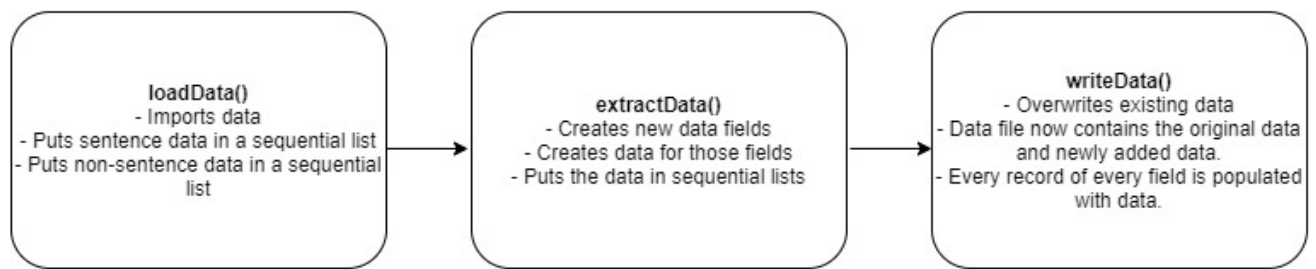 loadData()
- Imports data
- Puts sentence data in a sequential list
- Puts non-sentence data in a sequential
list
extractData()
- Creates new data fields
- Creates data for those fields
- Puts the data in sequential lists
writeData()
- Overwrites existing data
- Data file now contains the original data
and newly added data.
- Every record of every field is populated
with data.